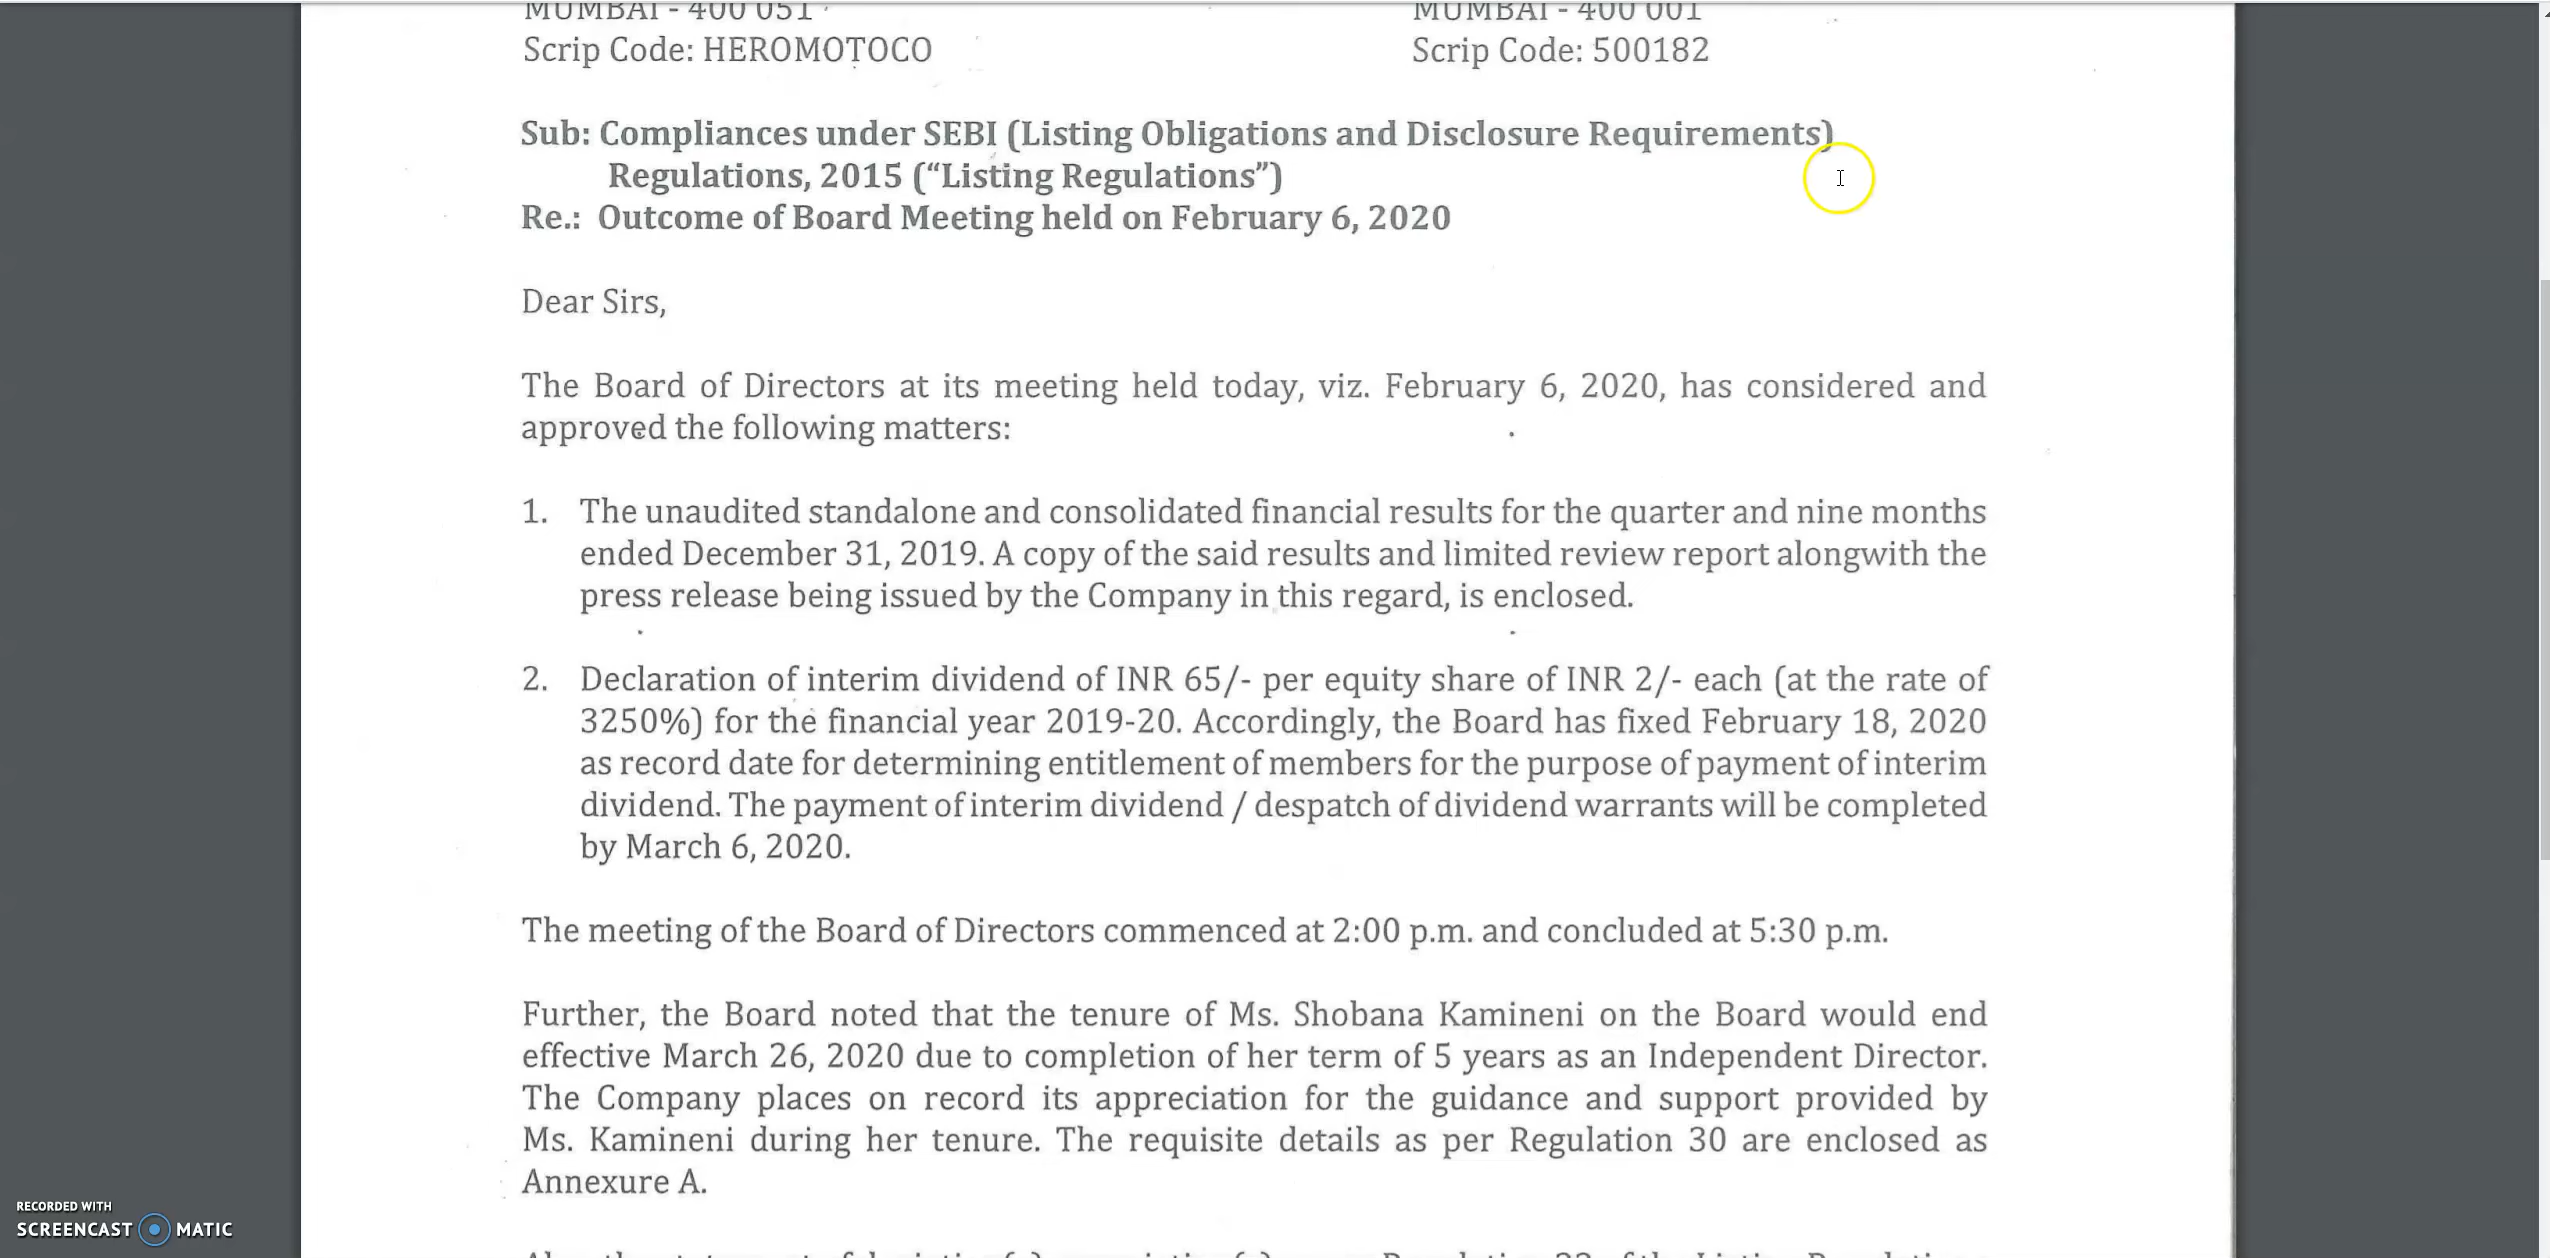 MUMBAI - 400 051
MUMBAI - 400 001
Scrip Code: HEROMOTOCO
Scrip Code: 500182
Sub: Compliances under SEBI (Listing Obligations and Disclosure Requirements)
Regulations, 2015 (“Listing Regulations”)
Re.: Outcome of Board Meeting held on February 6, 2020
Dear Sirs,
The Board of Directors at its meeting held today, viz. February 6, 2020, has considered and
approved the following matters:
1. The unaudited standalone and consolidated financial results for the quarter and nine months
ended December 31, 2019. A copy of the said results and limited review report alongwith the
press release being issued by the Company in this regard, is enclosed.
2. Declaration of interim dividend of INR 65/- per equity share of INR 2/- each (at the rate of
3250%) for the financial year 2019-20. Accordingly, the Board has fixed February 18, 2020
as record date for determining entitlement of members for the purpose of payment of interim
dividend. The payment of interim dividend / despatch of dividend warrants will be completed
by March 6, 2020.
The meeting of the Board of Directors commenced at 2:00 p.m. and concluded at 5:30 p.m.
Further, the Board noted that the tenure of Ms. Shobana Kamineni on the Board would end
effective March 26, 2020 due to completion of her term of 5 years as an Independent Director.
The Company places on record its appreciation for the guidance and support provided by
Ms. Kamineni during her tenure. The requisite details as per Regulation 30 are enclosed as
Annexure A.
RECORDED WITH
SCREENCAST MATIC